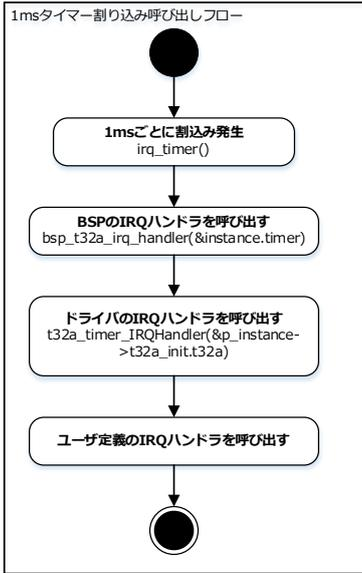 1msタイマー割り込み呼び出しフロー
1msごとに割込み発生
irq_timer()
BSPのIRQハンドラを呼び出す
bsp_t32a_irq_handler(&instance.timer)
ドライバのIRQハンドラを呼び出す
t32a_timer_IRQHandler(&p_instance-
>t32a_init.t32a)
ユーザ定義のIRQハンドラを呼び出す